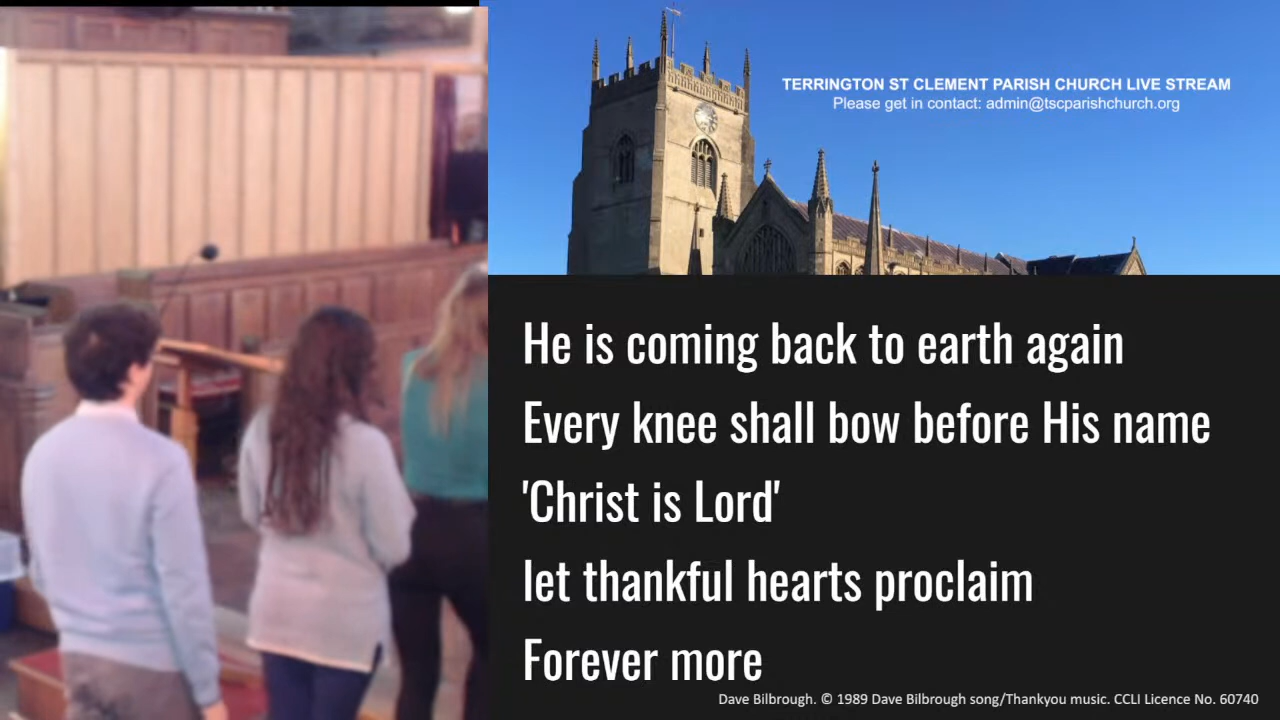 TERRINGTON ST CLEMENT PARISH CHURCH LIVE STREAM
Please get in contact: admin@tscparishchurch.org
He is coming back to earth again
Every knee shall bow before His name
'Christ is Lord'
let thankful hearts proclaim
Forever more
Dave Bilbrough. © 1989 Dave Bilbrough song/Thankyou music. CCLI Licence No. 60740